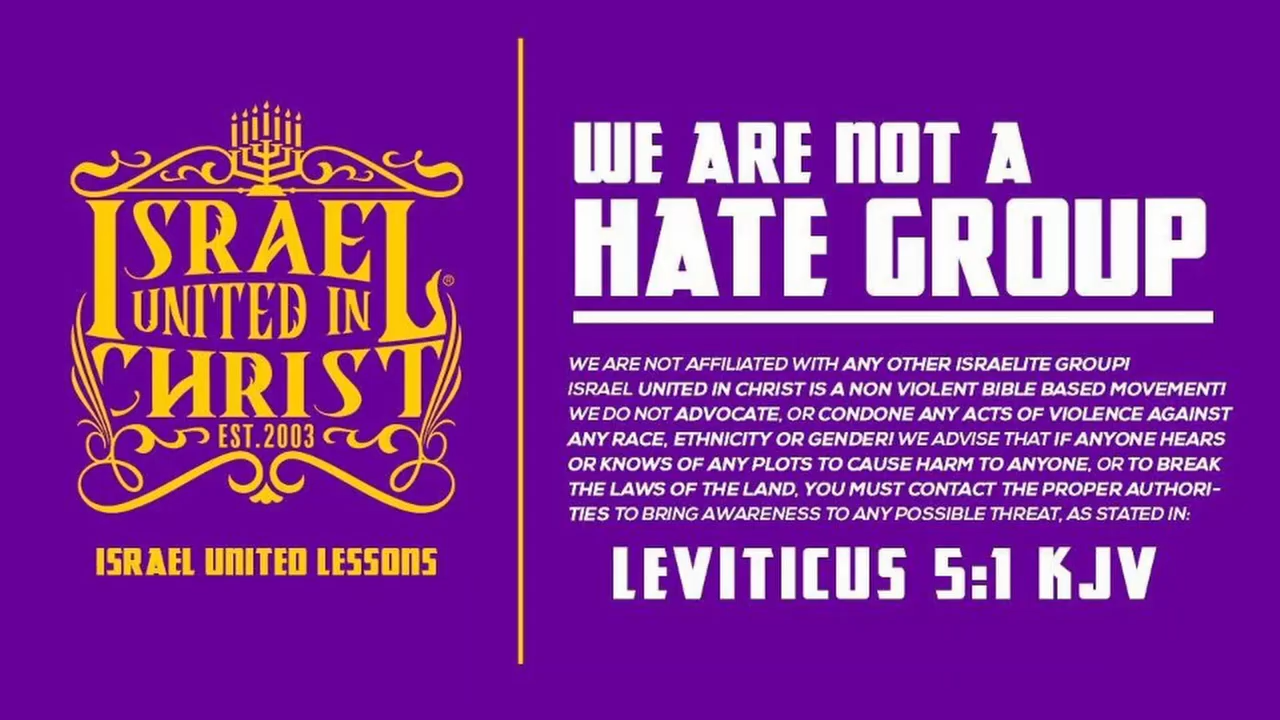 ISRAEL
UNITED IN
CHRIST
®
EST.2003
ISRAEL UNITED LESSONS
WE ARE NOT A
HATE GROUP
WE ARE NOT AFFILIATED WITH ANY OTHER ISRAELITE GROUP!
ISRAEL UNITED IN CHRIST IS A NON VIOLENT BIBLE BASED MOVEMENT!
WE DO NOT ADVOCATE, OR CONDONE ANY ACTS OF VIOLENCE AGAINST
ANY RACE, ETHNICITY OR GENDER! WE ADVISE THAT IF ANYONE HEARS
OR KNOWS OF ANY PLOTS TO CAUSE HARM TO ANYONE, OR TO BREAK
THE LAWS OF THE LAND, YOU MUST CONTACT THE PROPER AUTHORI-
TIES TO BRING AWARENESS TO ANY POSSIBLE THREAT, AS STATED IN:
LEVITICUS 5:1 KJV